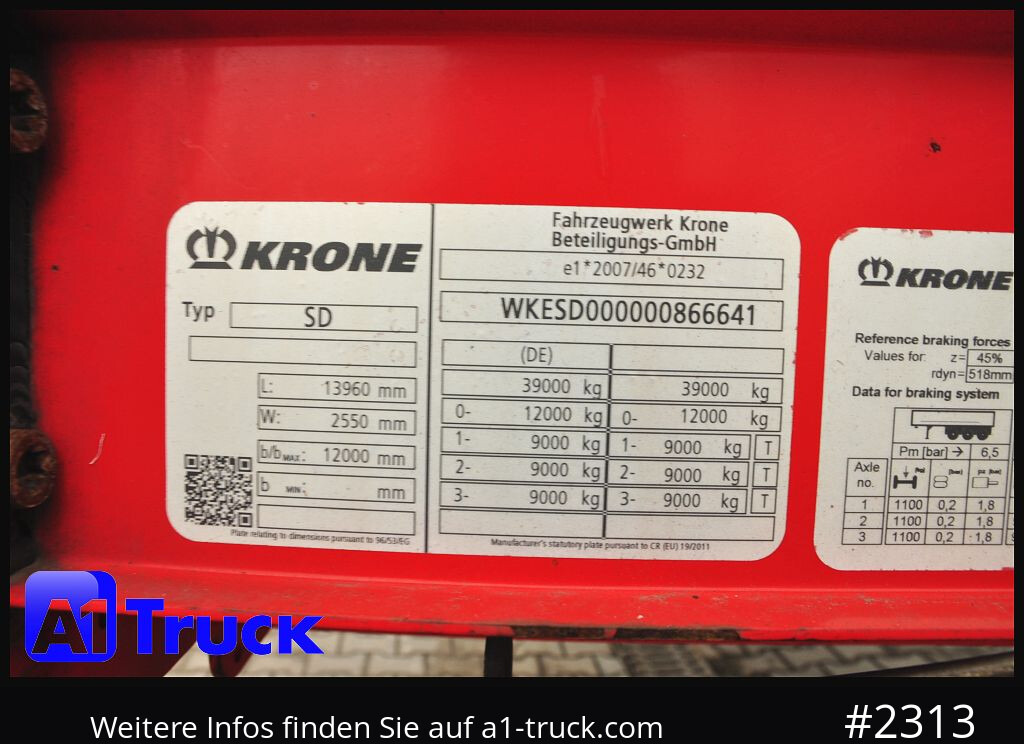 KRONE
Typ SD
L: 13960 mm
W: 2550 mm
b/b MAX: 12000 mm
b MIN: mm
Plate relating to dimensions pursuant to 96/53/EG
Fahrzeugwerk Krone
Beteiligungs-GmbH
e1*2007/46*0232
WKESD000000866641
(DE)
39000 kg 39000 kg
0- 12000 kg 0- 12000 kg
1- 9000 kg 1- 9000 kg T
2- 9000 kg 2- 9000 kg T
3- 9000 kg 3- 9000 kg T
Manufacturer's statutory plate pursuant to CR (EU) 19/2011
KRONE
Reference braking forces
Values for: z= 45%
rdyn= 518mm
Data for braking system
Pm [bar] → 6,5
Axle no. [kg] [bar] pz [bar]
1 1100 0,2 1,8
2 1100 0,2 1,8
3 1100 0,2 1,8
A1 Truck
Weitere Infos finden Sie auf a1-truck.com
#2313